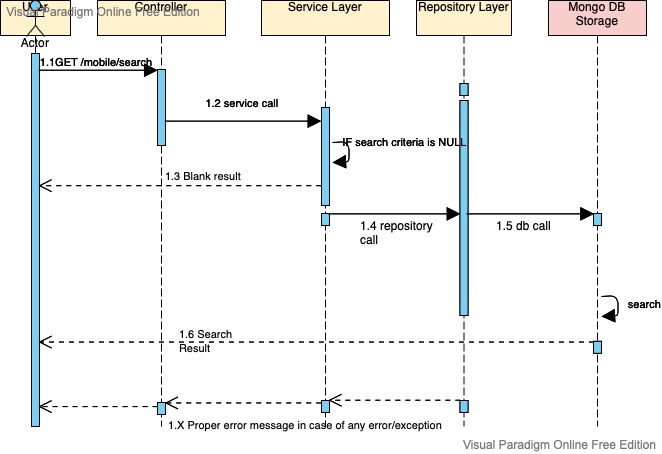 User
Visual Paradigm Online Free Edition
Controller
Service Layer
Repository Layer
Mongo DB
Storage
Actor
1.1GET /mobile/search
1.2 service call
IF search criteria is NULL
1.3 Blank result
1.4 repository
call
1.5 db call
search
1.6 Search
Result
1.X Proper error message in case of any error/exception
Visual Paradigm Online Free Edition